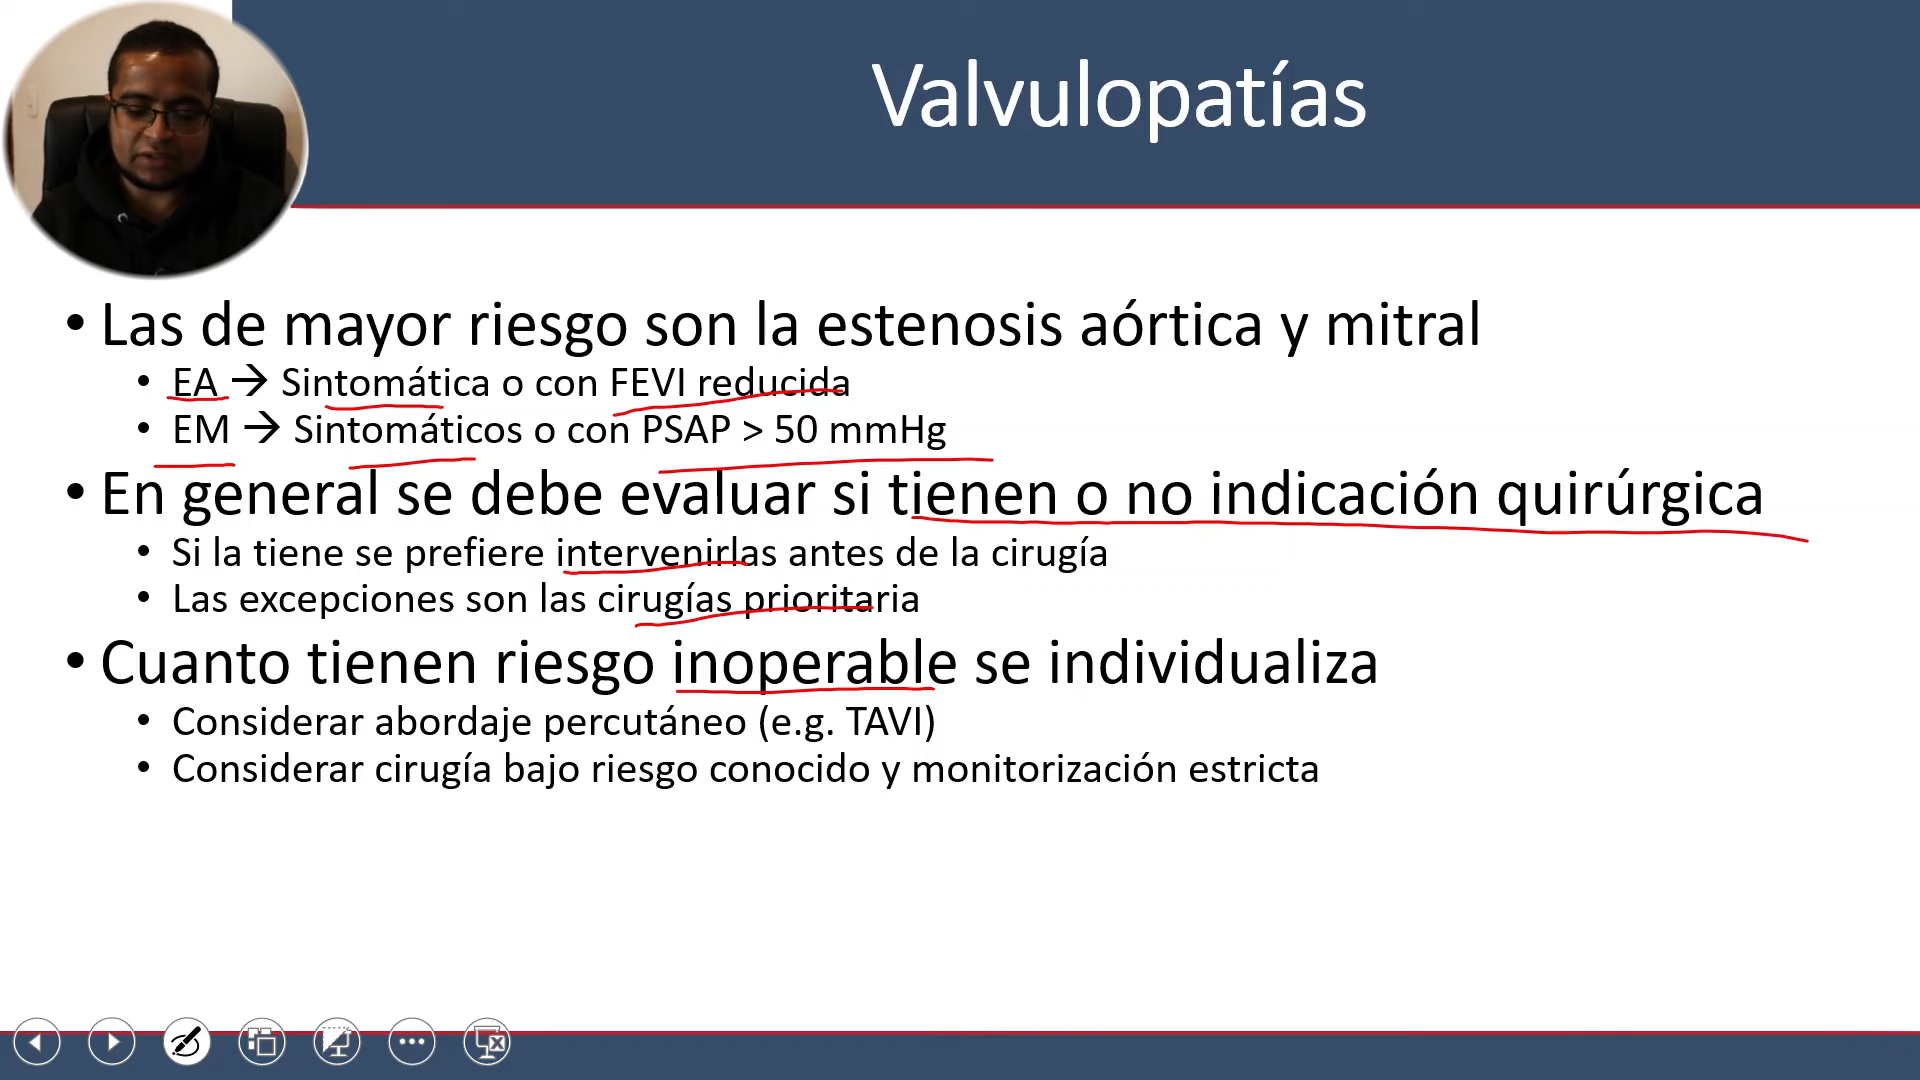 Valvulopatías
• Las de mayor riesgo son la estenosis aórtica y mitral
• EA → Sintomática o con FEVI reducida
• EM → Sintomáticos o con PSAP > 50 mmHg
• En general se debe evaluar si tienen o no indicación quirúrgica
• Si la tiene se prefiere intervenirlas antes de la cirugía
• Las excepciones son las cirugías prioritaria
• Cuanto tienen riesgo inoperable se individualiza
• Considerar abordaje percutáneo (e.g. TAVI)
• Considerar cirugía bajo riesgo conocido y monitorización estricta